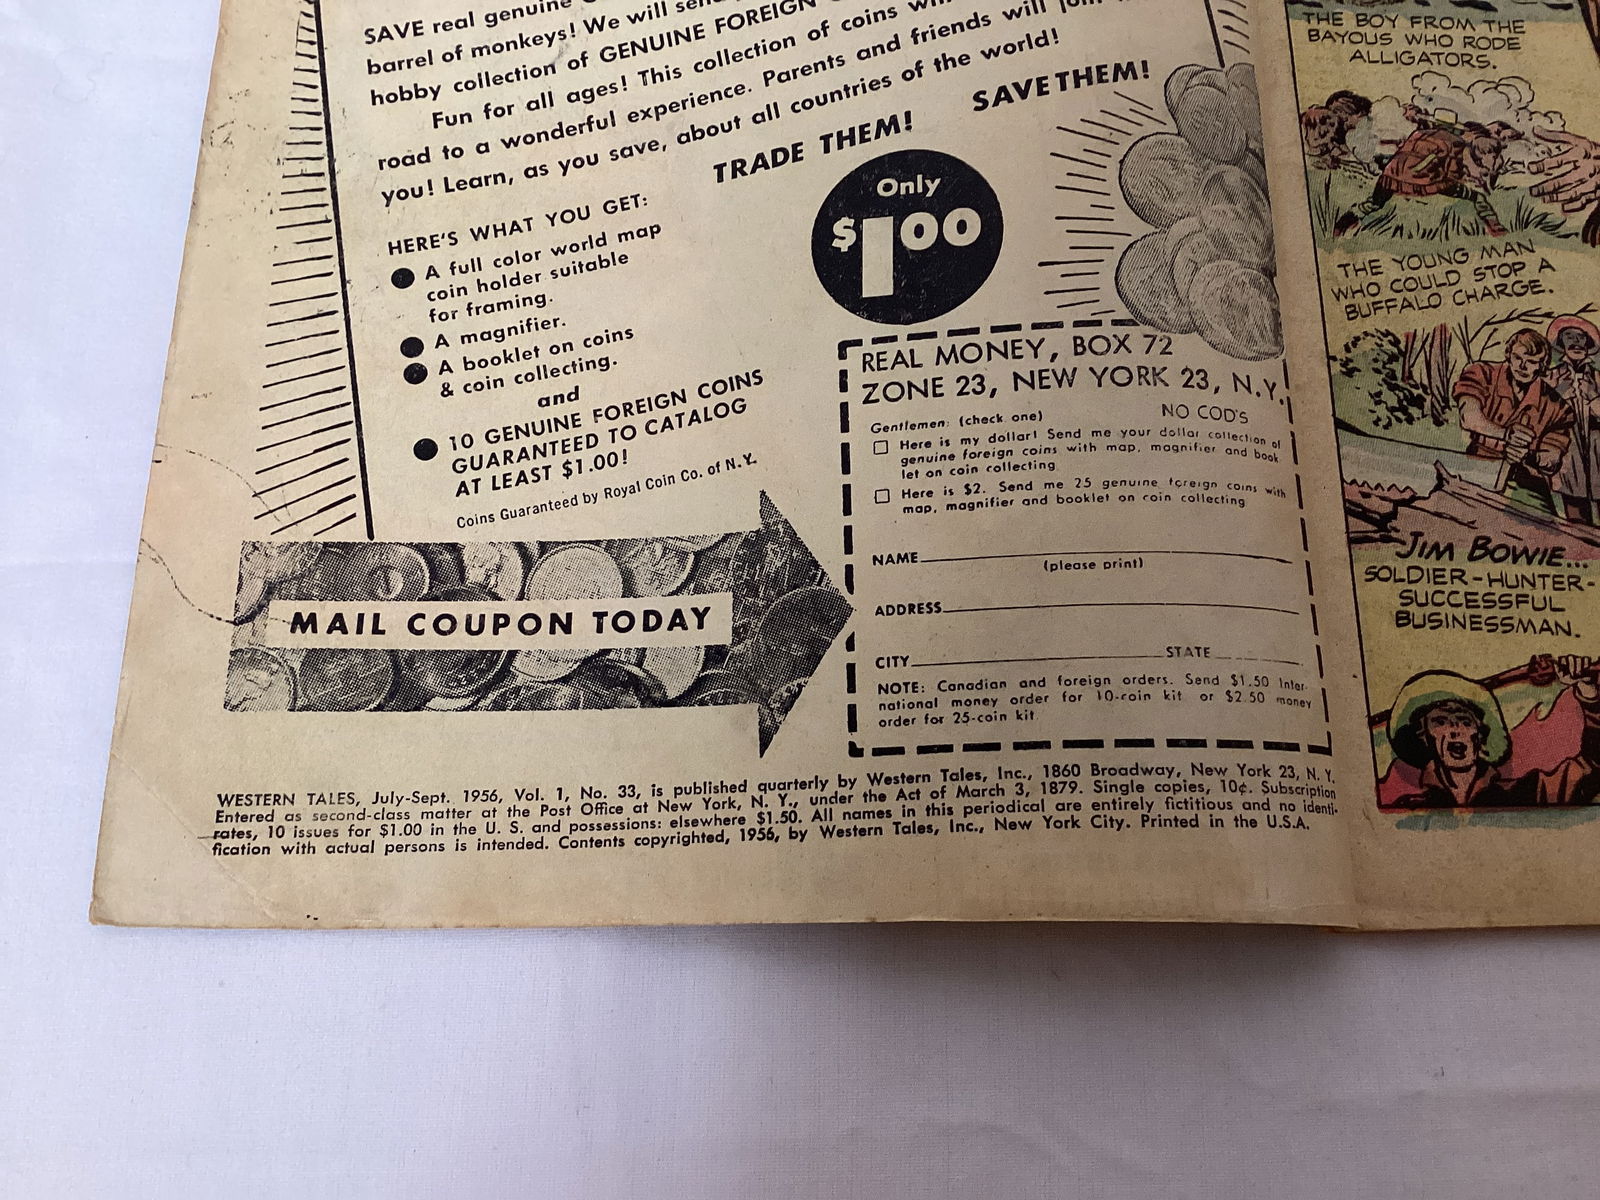 SAVE real genuine
barrel of monkeys! We will send
hobby collection of GENUINE FOREIGN
Fun for all ages! This collection of coins
road to a wonderful experience. Parents and friends will join
you! Learn, as you save, about all countries of the world!
TRADE THEM! SAVE THEM!
Only
$1.00
HERE'S WHAT YOU GET:
● A full color world map
coin holder suitable
for framing.
● A magnifier.
● A booklet on coins
& coin collecting.
and
● 10 GENUINE FOREIGN COINS
GUARANTEED TO CATALOG
AT LEAST $1.00!
Coins Guaranteed by Royal Coin Co. of N.Y.
MAIL COUPON TODAY
REAL MONEY, BOX 72
ZONE 23, NEW YORK 23, N.Y.
NO COD'S
Gentlemen: (check one)
□ Here is my dollar! Send me your dollar collection of
genuine foreign coins with map, magnifier and book
let on coin collecting
□ Here is $2. Send me 25 genuine foreign coins with
map, magnifier and booklet on coin collecting
NAME
(please print)
ADDRESS
CITY STATE
NOTE: Canadian and foreign orders. Send $1.50 Inter-
national money order for 10-coin kit or $2.50 money
order for 25-coin kit
WESTERN TALES, July-Sept. 1956, Vol. 1, No. 33, is published quarterly by Western Tales, Inc., 1860 Broadway, New York 23, N. Y.
Entered as second-class matter at the Post Office at New York, N. Y., under the Act of March 3, 1879. Single copies, 10¢. Subscription
rates, 10 issues for $1.00 in the U. S. and possessions: elsewhere $1.50. All names in this periodical are entirely fictitious and no identi-
fication with actual persons is intended. Contents copyrighted, 1956, by Western Tales, Inc., New York City. Printed in the U.S.A.
THE BOY FROM THE
BAYOUS WHO RODE
ALLIGATORS.
THE YOUNG MAN
WHO COULD STOP A
BUFFALO CHARGE.
JIM BOWIE...
SOLDIER-HUNTER-
SUCCESSFUL
BUSINESSMAN.